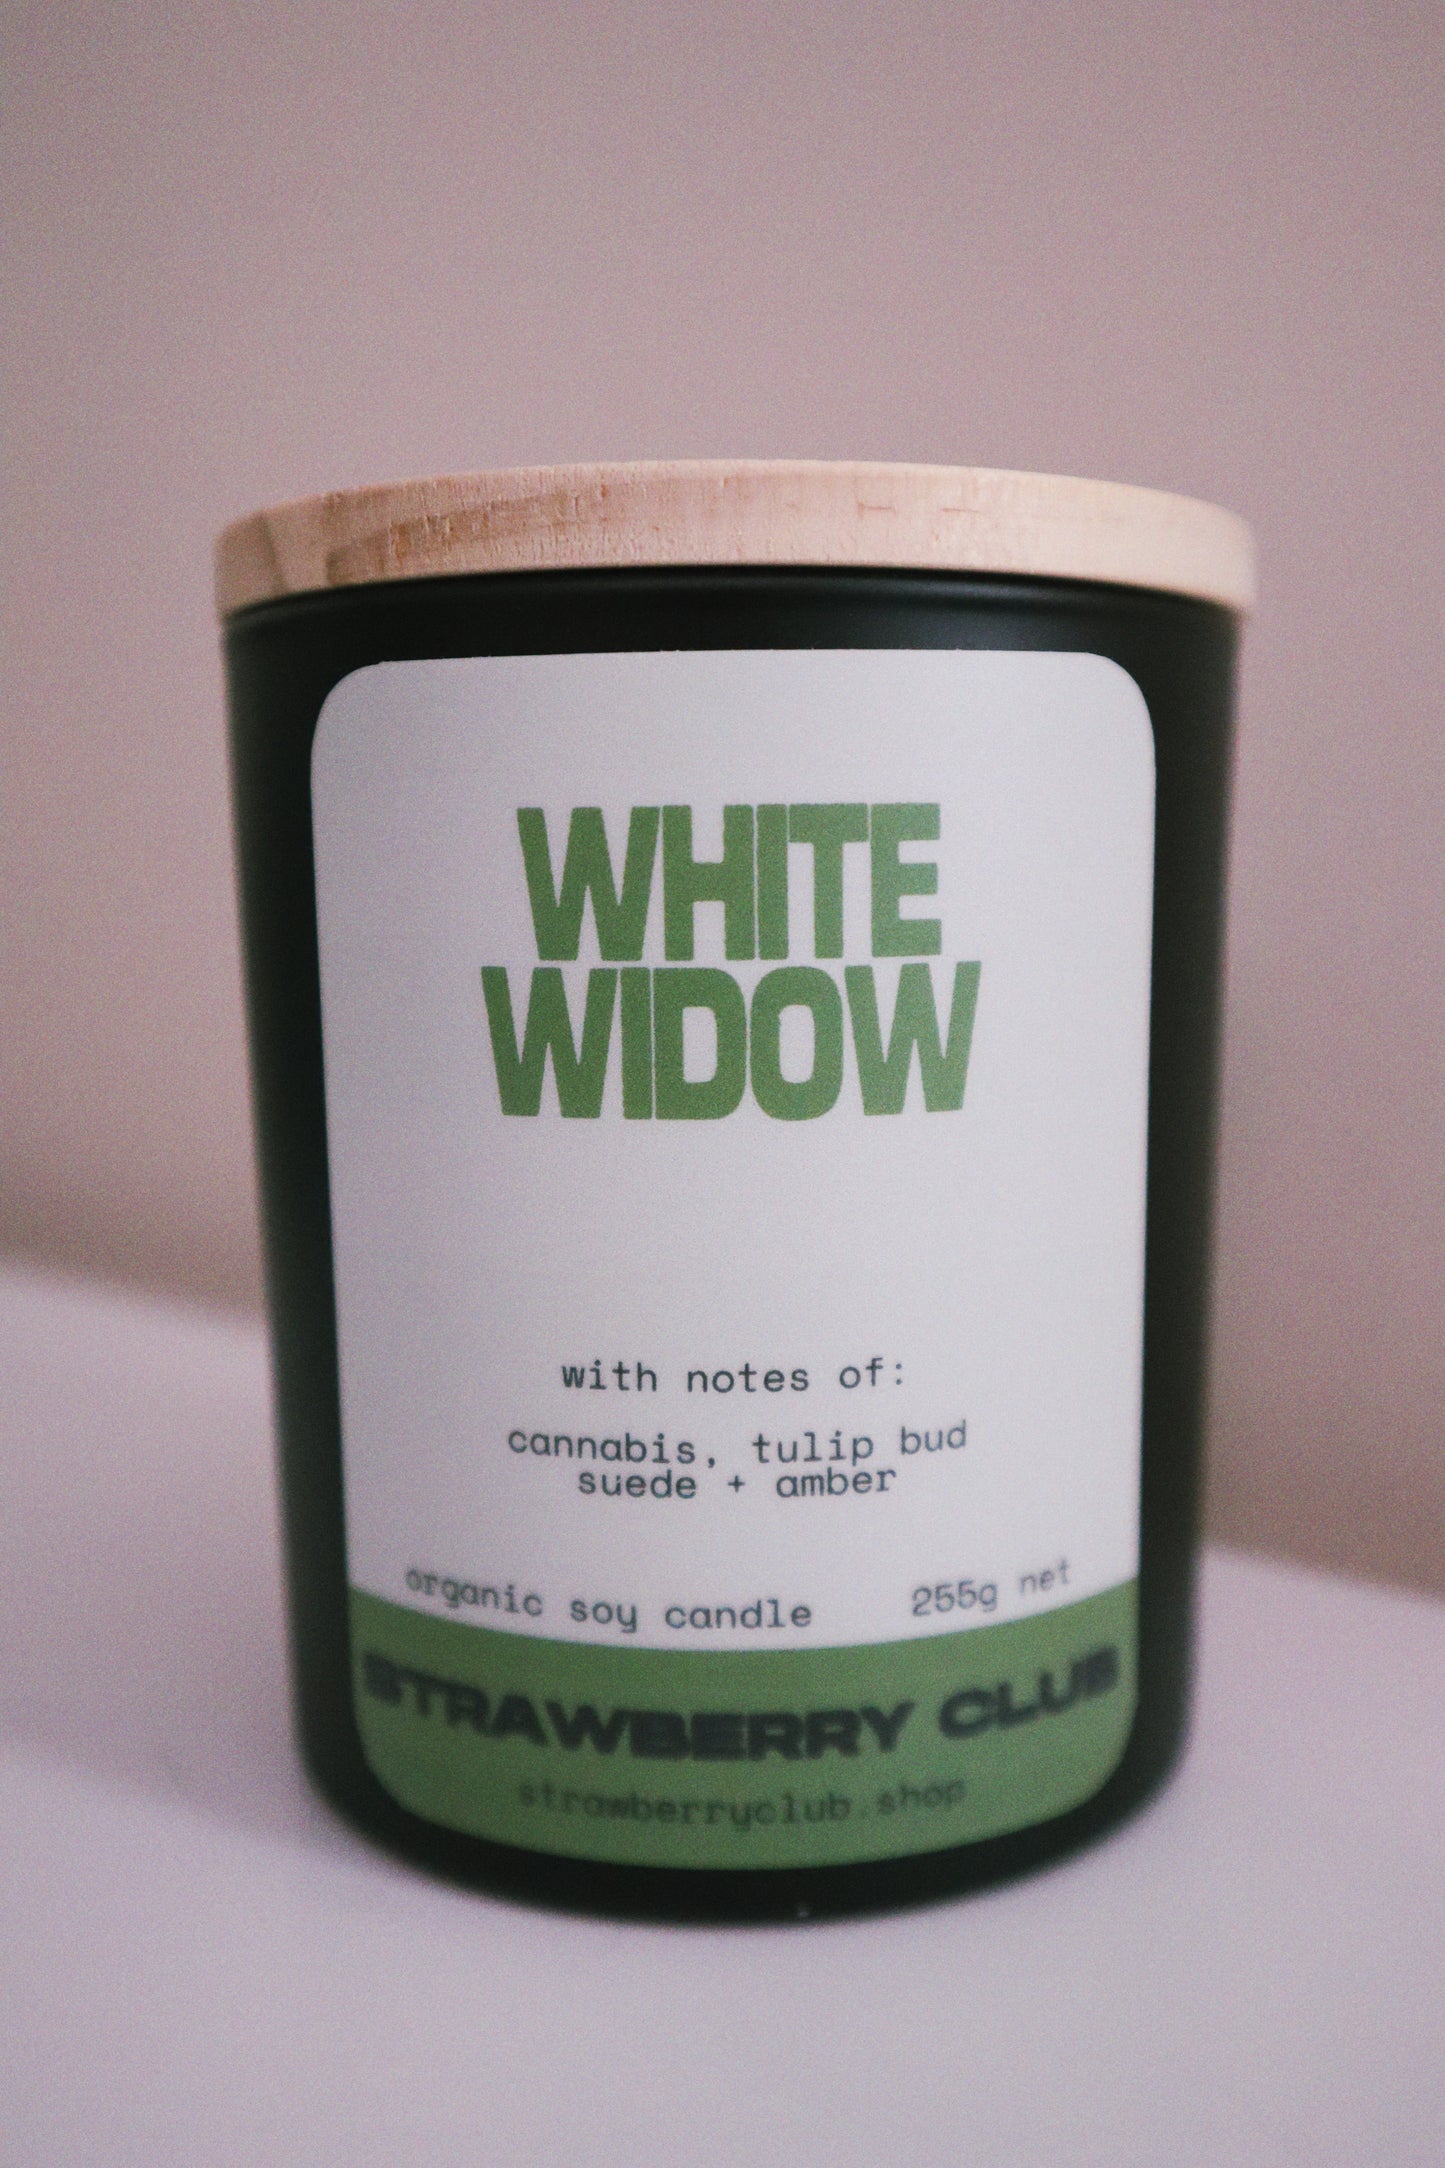 WHITE
WIDOW
with notes of:
cannabis, tulip bud
suede + amber
organic soy candle 255g net
STRAWBERRY CLUB
strawberryclub.shop